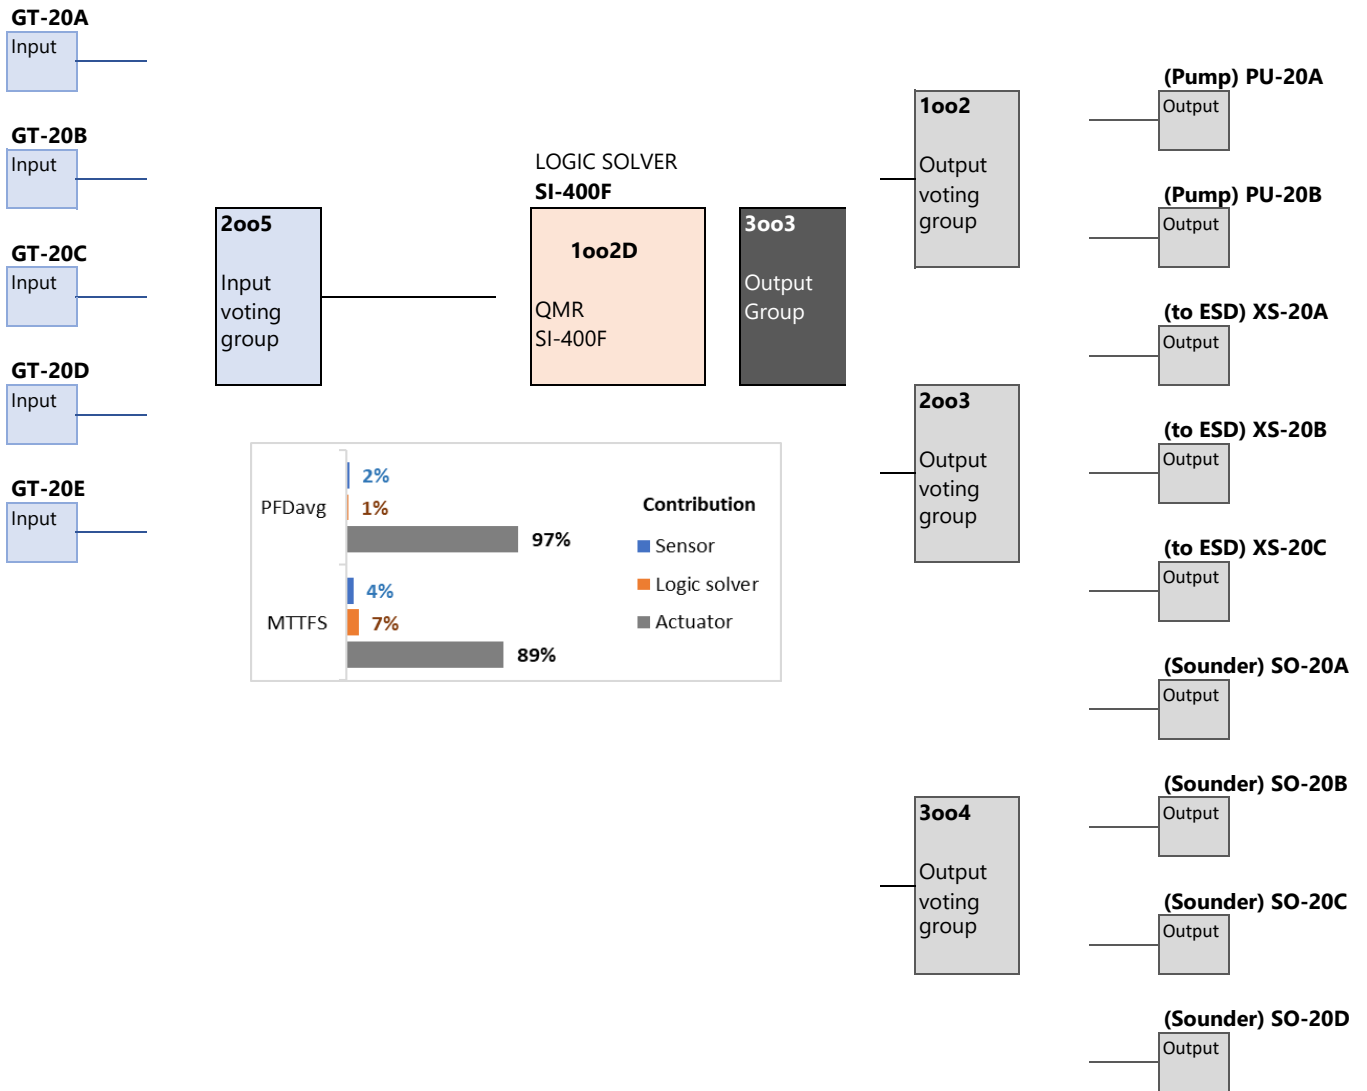 GT-20A
Input
GT-20B
Input
GT-20C
Input
GT-20D
Input
GT-20E
Input
2oo5
Input
voting
group
LOGIC SOLVER
SI-400F
1oo2D
QMR
SI-400F
3oo3
Output
Group
PFDavg
2%
1%
97%
MTTFS
4%
7%
89%
Contribution
Sensor
Logic solver
Actuator
1oo2
Output
voting
group
2oo3
Output
voting
group
3oo4
Output
voting
group
(Pump) PU-20A
Output
(Pump) PU-20B
Output
(to ESD) XS-20A
Output
(to ESD) XS-20B
Output
(to ESD) XS-20C
Output
(Sounder) SO-20A
Output
(Sounder) SO-20B
Output
(Sounder) SO-20C
Output
(Sounder) SO-20D
Output